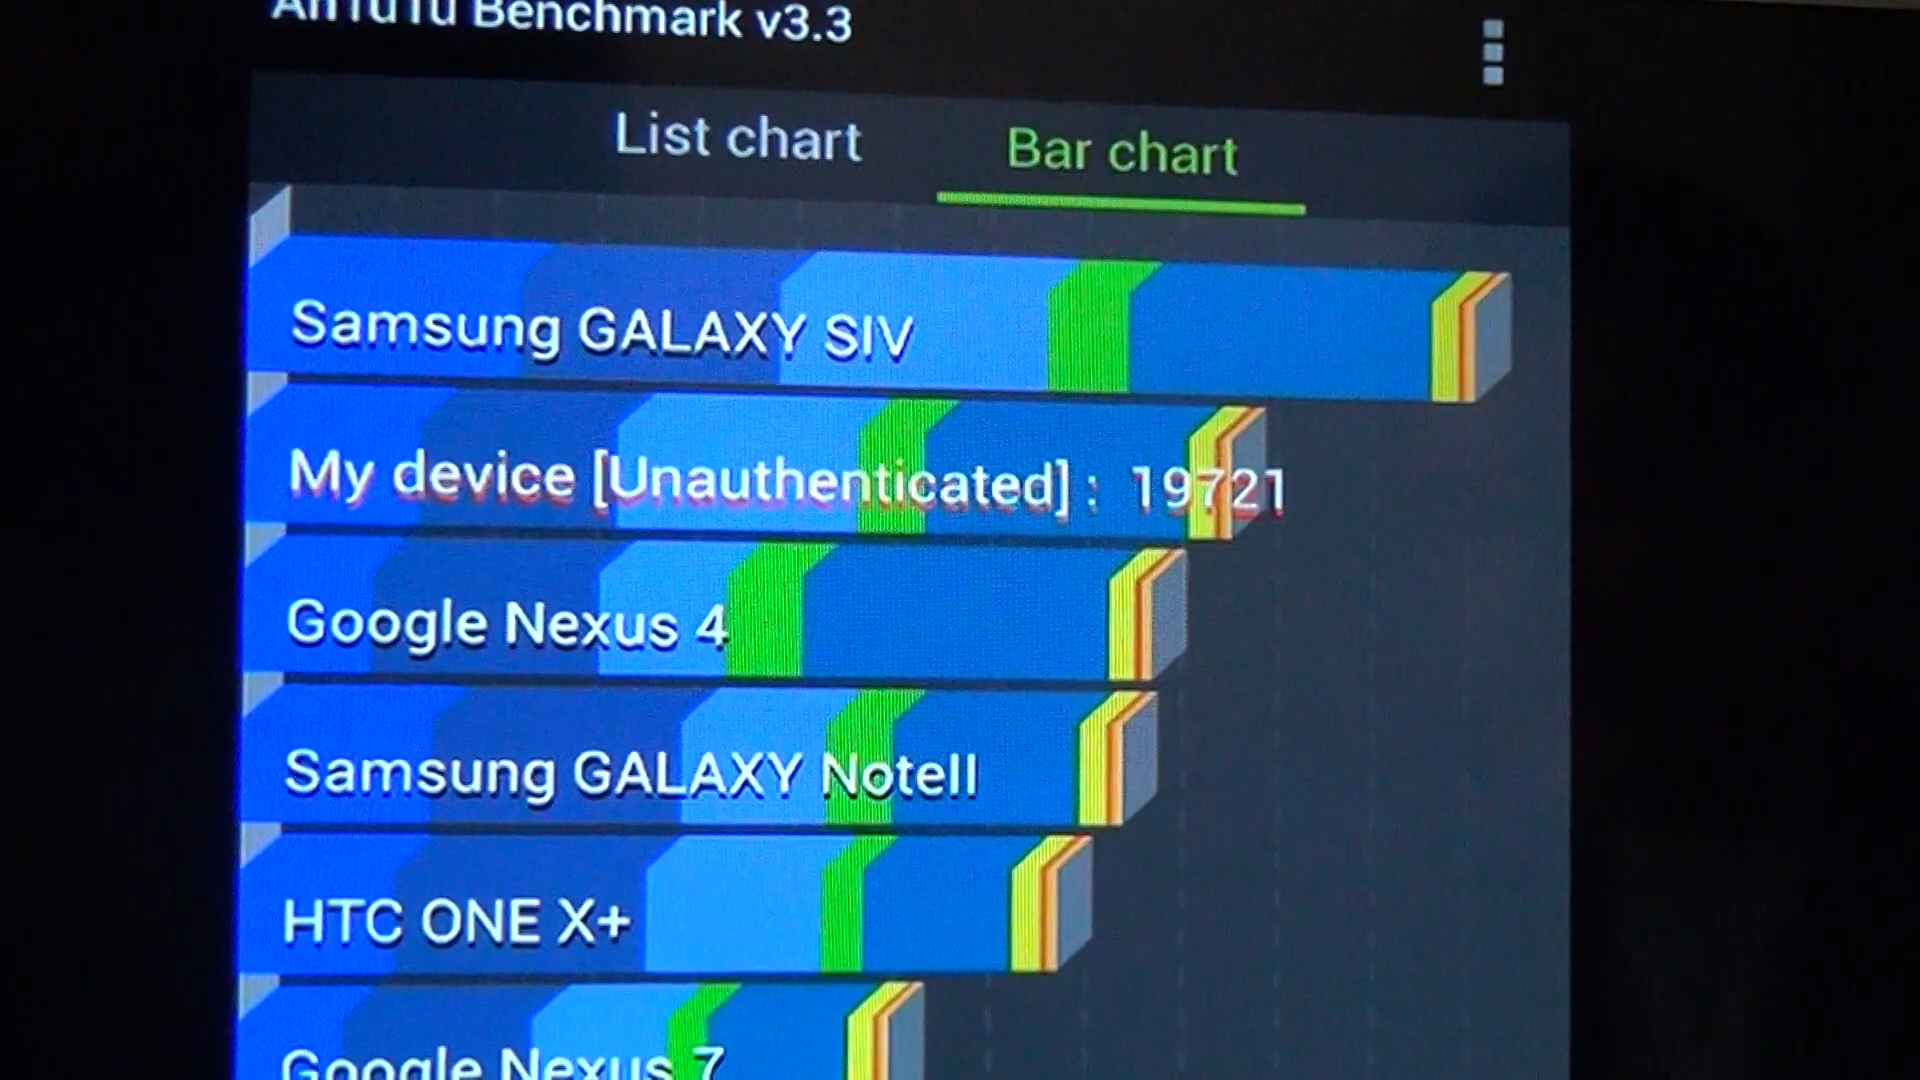 AnTuTu Benchmark v3.3
List chart
Bar chart
Samsung GALAXY SIV
My device [Unauthenticated] : 19721
Google Nexus 4
Samsung GALAXY NoteII
HTC ONE X+
Google Nexus 7